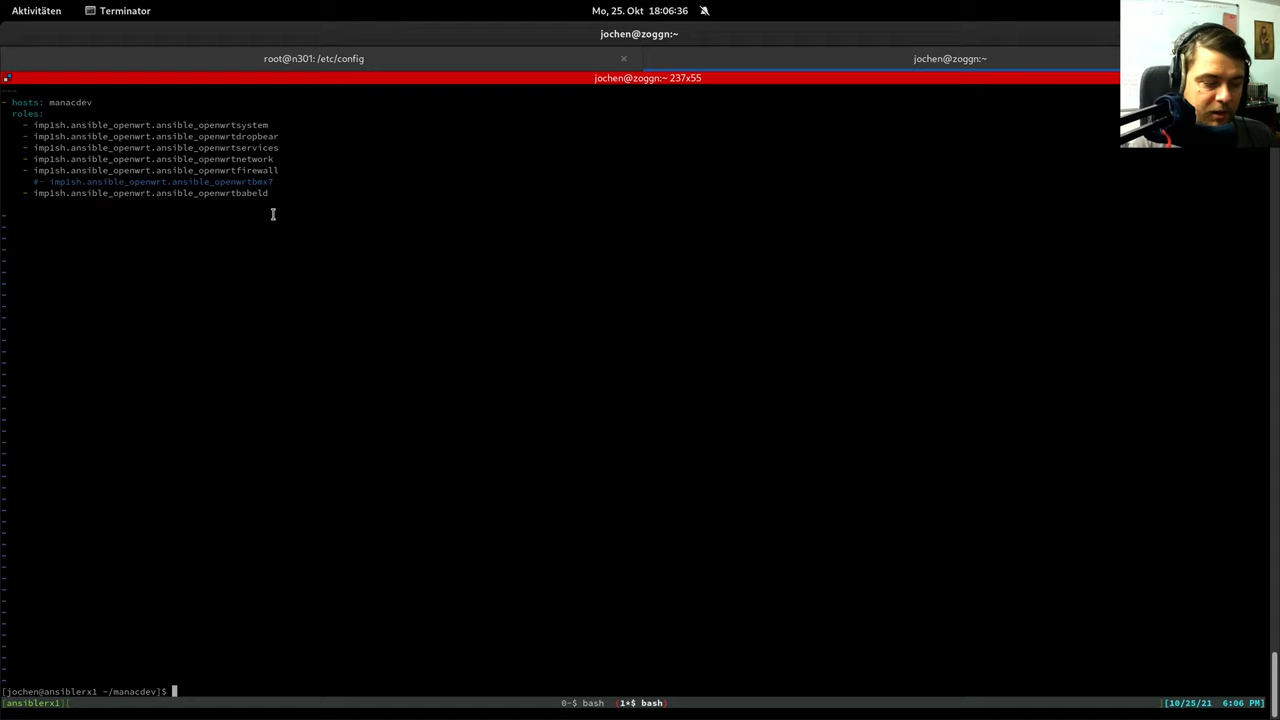 Aktivitäten Terminator Mo, 25. Okt 18:06:36
jochen@zoggn:~
root@n301: /etc/config × jochen@zoggn:~
jochen@zoggn:~ 237x55
---
- hosts: manacdev
roles:
- imp1sh.ansible_openwrt.ansible_openwrtsystem
- imp1sh.ansible_openwrt.ansible_openwrtdropbear
- imp1sh.ansible_openwrt.ansible_openwrtservices
- imp1sh.ansible_openwrt.ansible_openwrtnetwork
- imp1sh.ansible_openwrt.ansible_openwrtfirewall
#- imp1sh.ansible_openwrt.ansible_openwrtbmx7
- imp1sh.ansible_openwrt.ansible_openwrtbabeld
[jochen@ansiblerx1 ~/manacdev]$
[ansiblerx1][ 0-$ bash (1*$ bash) ][10/25/21 6:06 PM]